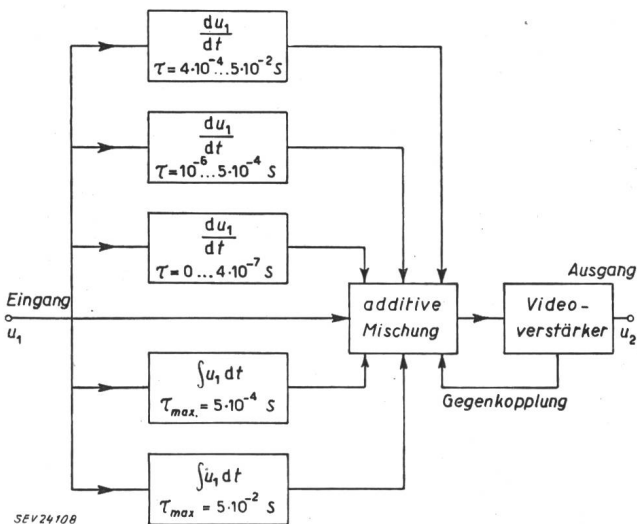 du₁
dt
τ = 4·10⁻⁴...5·10⁻² s
du₁
dt
τ = 10⁻⁶...5·10⁻⁴ s
du₁
dt
τ = 0...4·10⁻⁷ s
Eingang
u₁
additive
Mischung
Video-
verstärker
Ausgang
u₂
∫u₁ dt
τmax. = 5·10⁻⁴ s
Gegenkopplung
∫u₁ dt
τmax = 5·10⁻² s
SEV24108